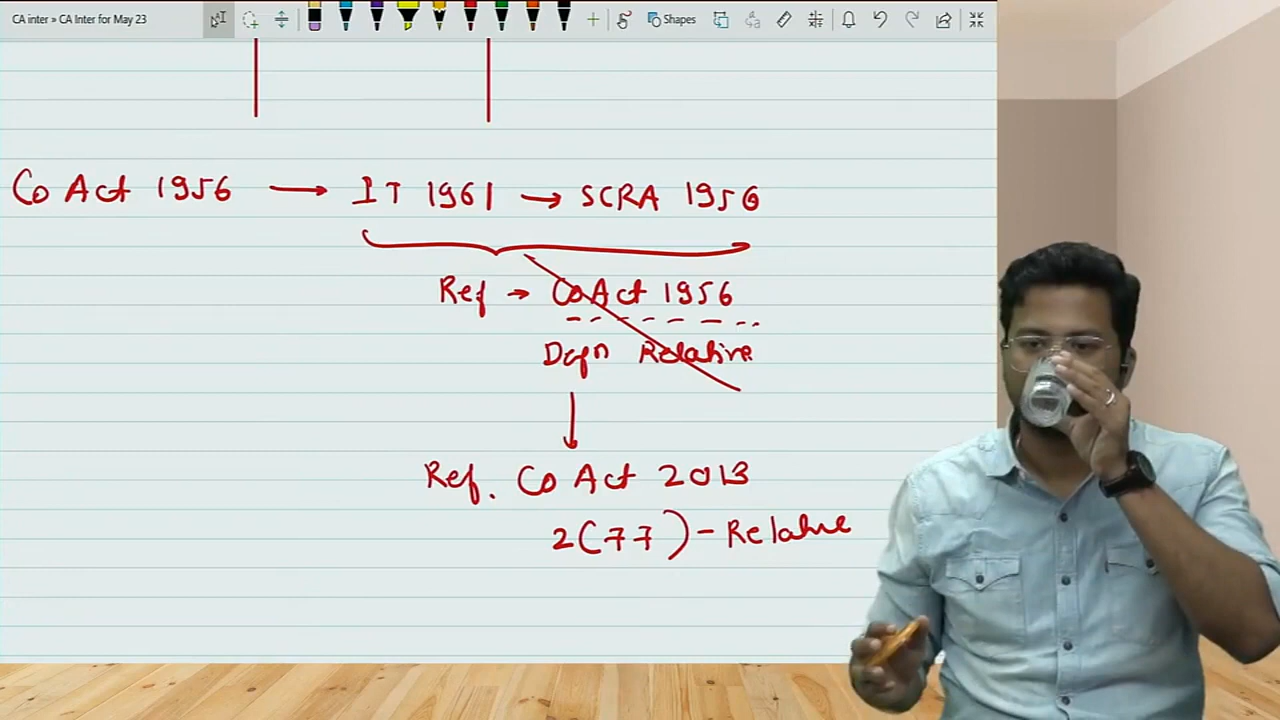 CA inter » CA Inter for May 23
Shapes
Co Act 1956 → IT 1961 → SCRA 1956
Ref → Co Act 1956
Defn Relative
Ref. Co Act 2013
2(77) - Relative